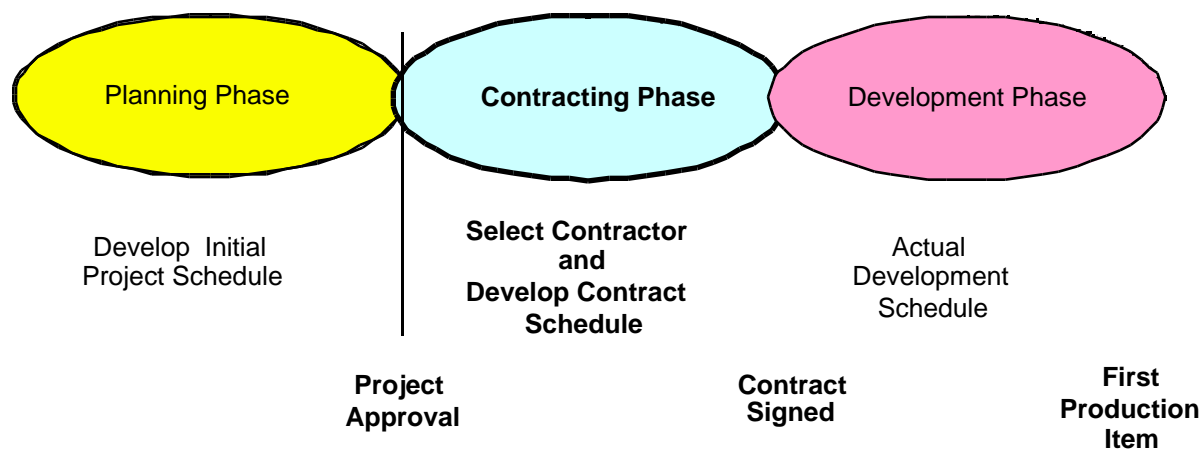 Planning Phase
Contracting Phase
Development Phase
Develop Initial
Project Schedule
Select Contractor
and
Develop Contract
Schedule
Actual
Development
Schedule
Project
Approval
Contract
Signed
First
Production
Item